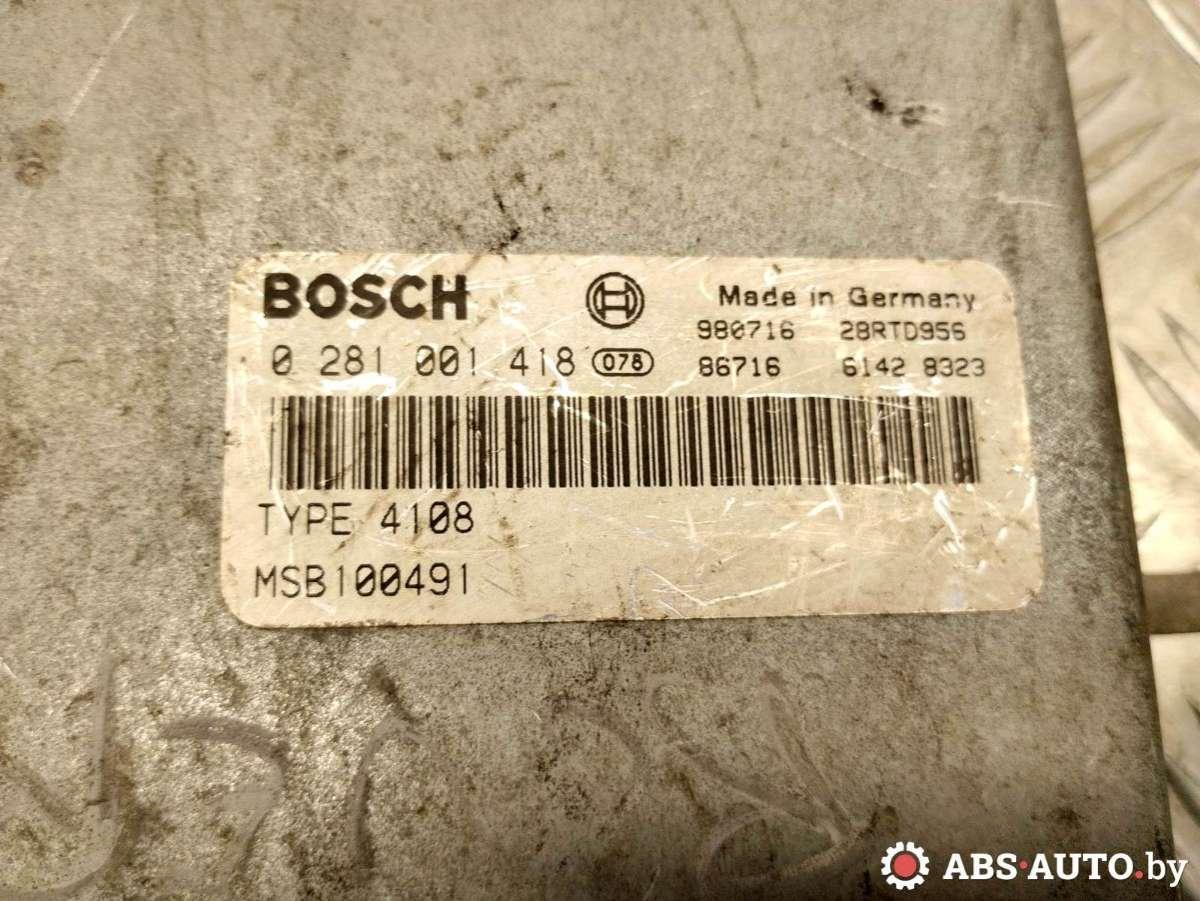 BOSCH
Made in Germany
980716 28RTD956
0 281 001 418 078
86716 6142 8323
TYPE 4108
MSB100491
ABS·AUTO.by